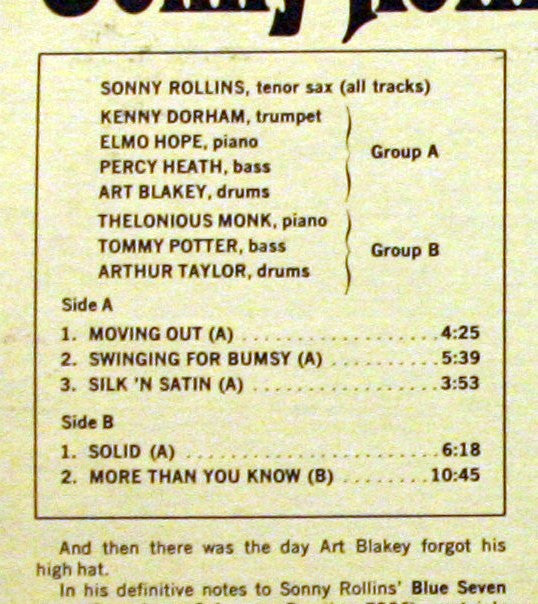 SONNY ROLLINS, tenor sax (all tracks)
KENNY DORHAM, trumpet
ELMO HOPE, piano
PERCY HEATH, bass
ART BLAKEY, drums
Group A
THELONIOUS MONK, piano
TOMMY POTTER, bass
ARTHUR TAYLOR, drums
Group B
Side A
1. MOVING OUT (A) .................... 4:25
2. SWINGING FOR BUMSY (A) .......... 5:39
3. SILK 'N SATIN (A) .................. 3:53
Side B
1. SOLID (A) ......................... 6:18
2. MORE THAN YOU KNOW (B) ........ 10:45
And then there was the day Art Blakey forgot his
high hat.
In his definitive notes to Sonny Rollins' Blue Seven